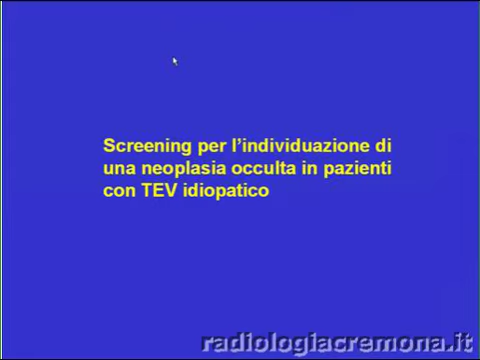 Screening per l'individuazione di
una neoplasia occulta in pazienti
con TEV idiopatico
radiologiacremona.it